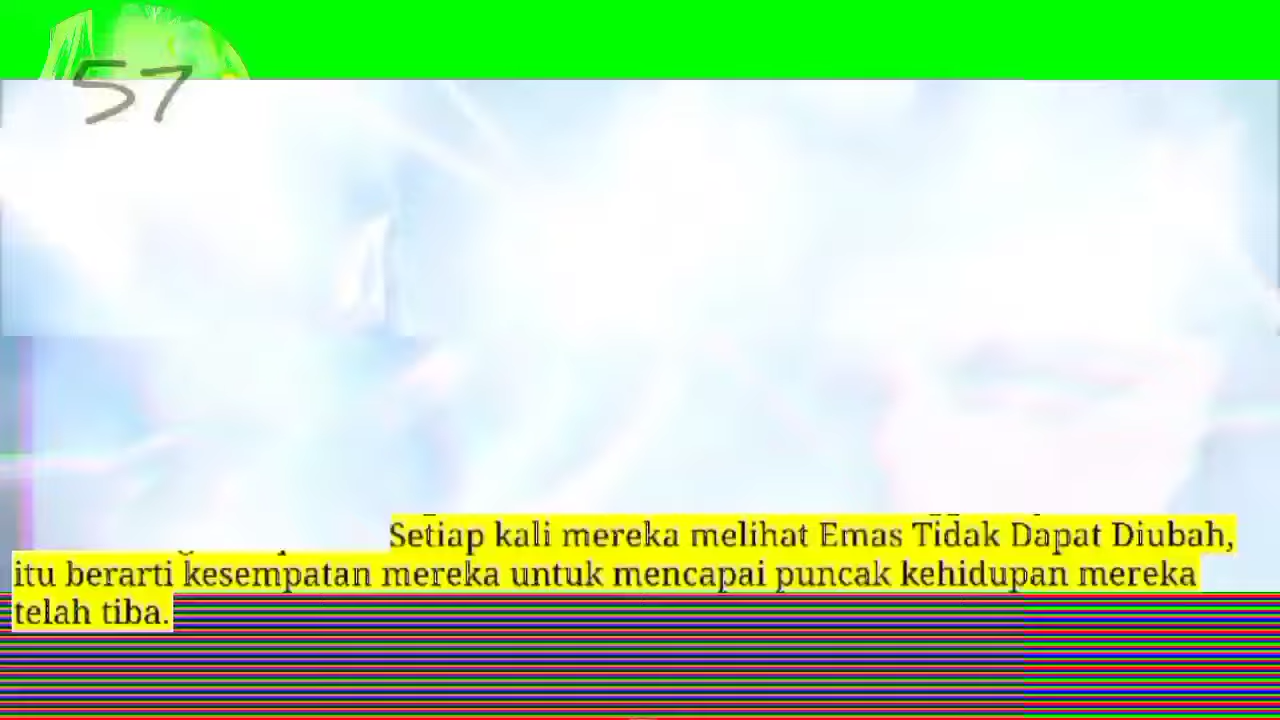 57
Setiap kali mereka melihat Emas Tidak Dapat Diubah,
itu berarti kesempatan mereka untuk mencapai puncak kehidupan mereka
telah tiba.